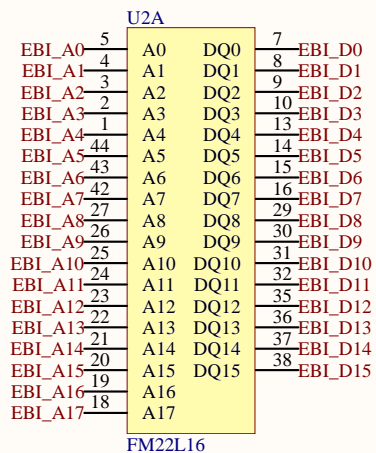 U2A
EBI_A0 5 A0 DQ0 7 EBI_D0
EBI_A1 4 A1 DQ1 8 EBI_D1
EBI_A2 3 A2 DQ2 9 EBI_D2
EBI_A3 2 A3 DQ3 10 EBI_D3
EBI_A4 1 A4 DQ4 13 EBI_D4
EBI_A5 44 A5 DQ5 14 EBI_D5
EBI_A6 43 A6 DQ6 15 EBI_D6
EBI_A7 42 A7 DQ7 16 EBI_D7
EBI_A8 27 A8 DQ8 29 EBI_D8
EBI_A9 26 A9 DQ9 30 EBI_D9
EBI_A10 25 A10 DQ10 31 EBI_D10
EBI_A11 24 A11 DQ11 32 EBI_D11
EBI_A12 23 A12 DQ12 35 EBI_D12
EBI_A13 22 A13 DQ13 36 EBI_D13
EBI_A14 21 A14 DQ14 37 EBI_D14
EBI_A15 20 A15 DQ15 38 EBI_D15
EBI_A16 19 A16
EBI_A17 18 A17
FM22L16